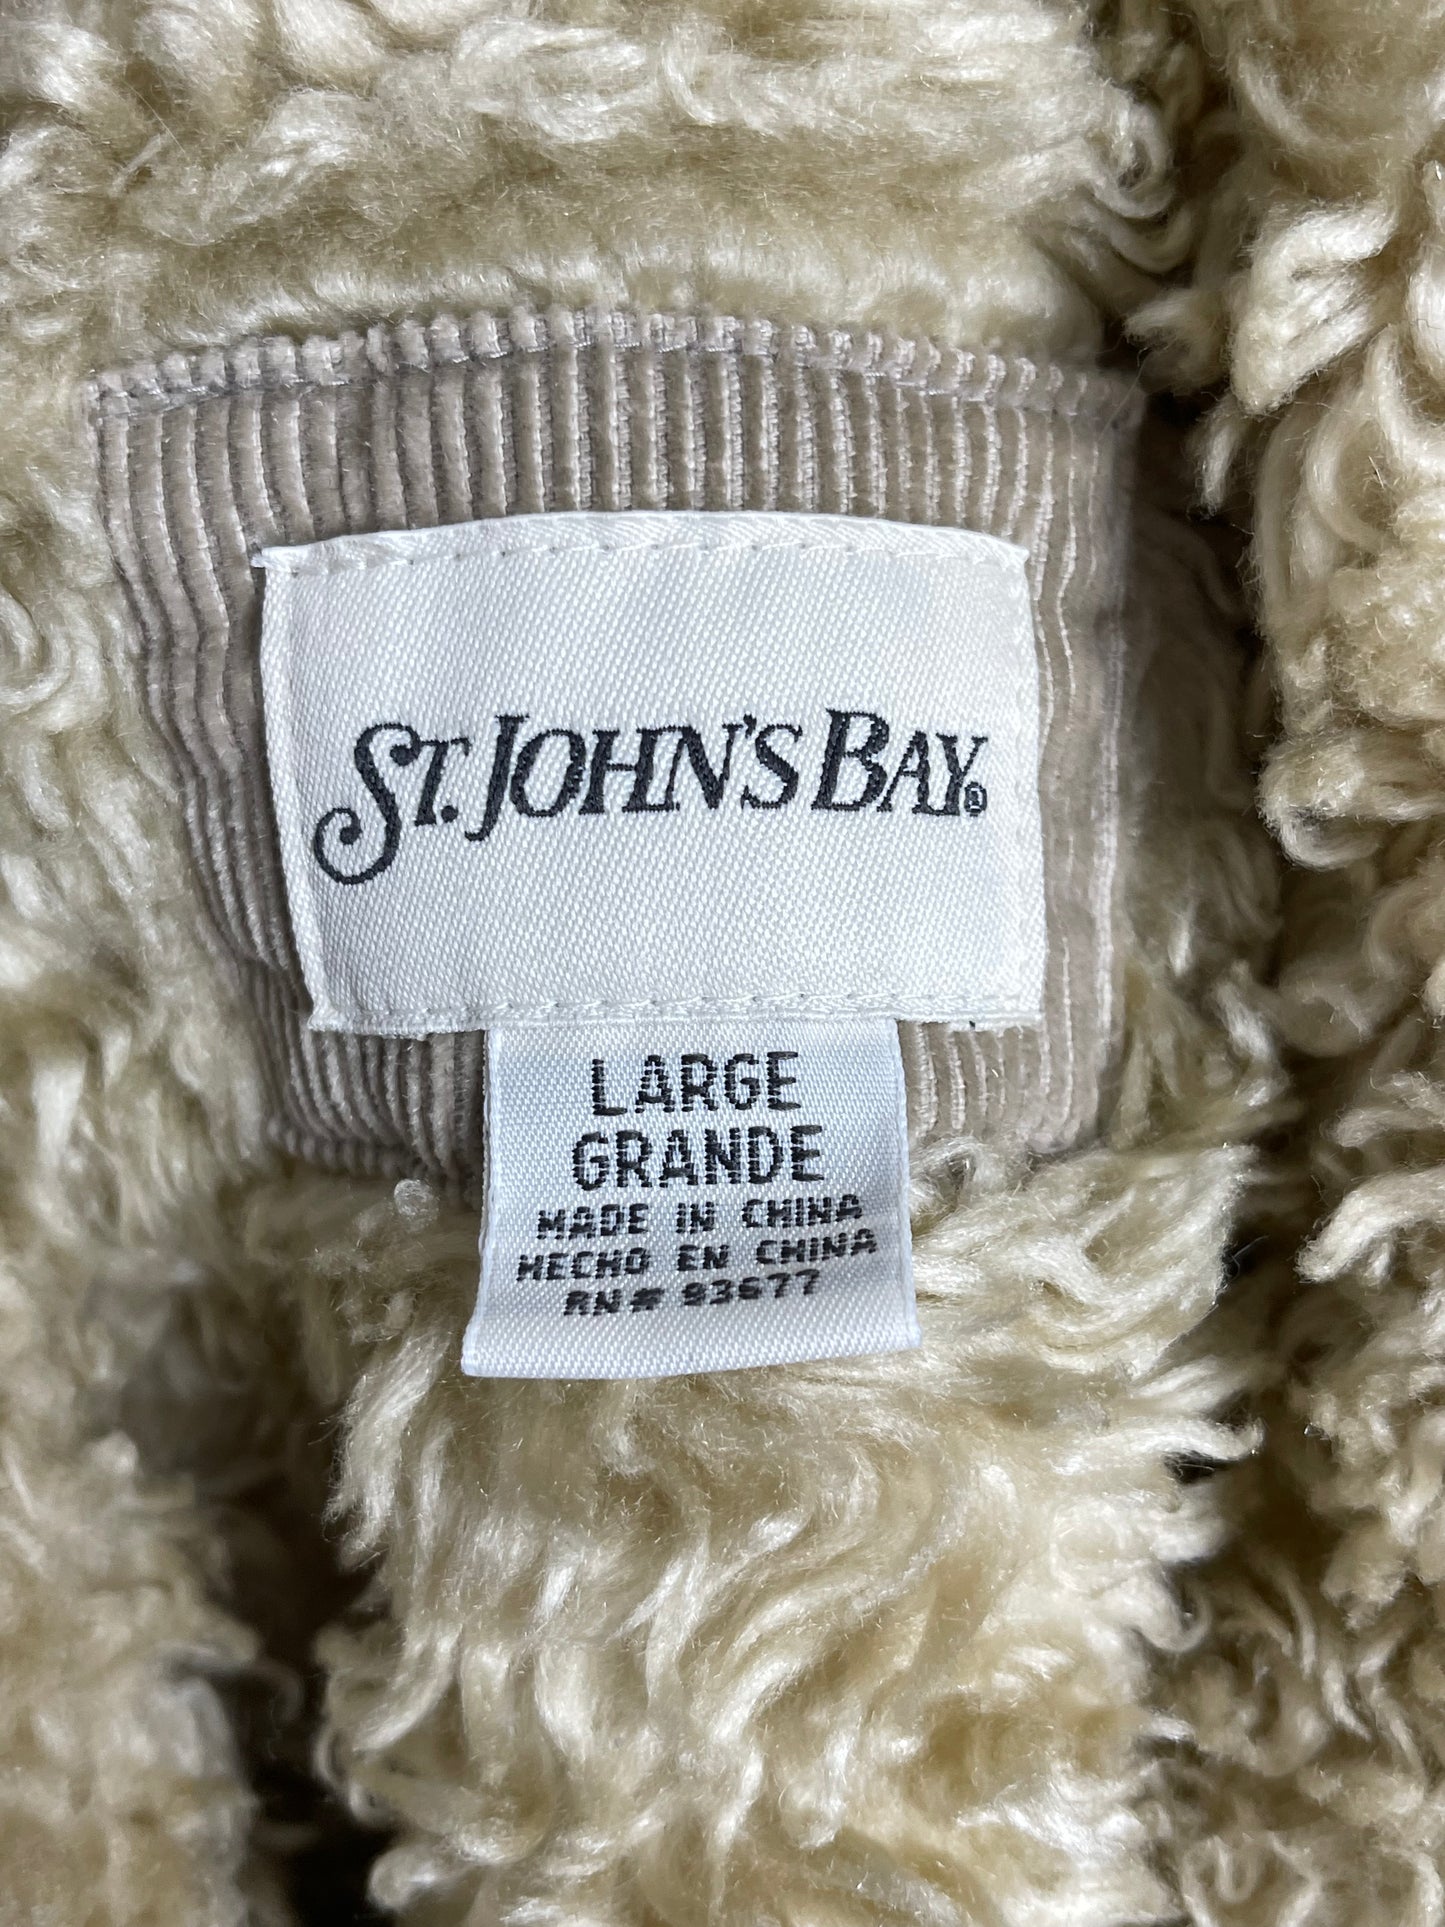 ST. JOHN'S BAY®
LARGE
GRANDE
MADE IN CHINA
HECHO EN CHINA
RN# 93677